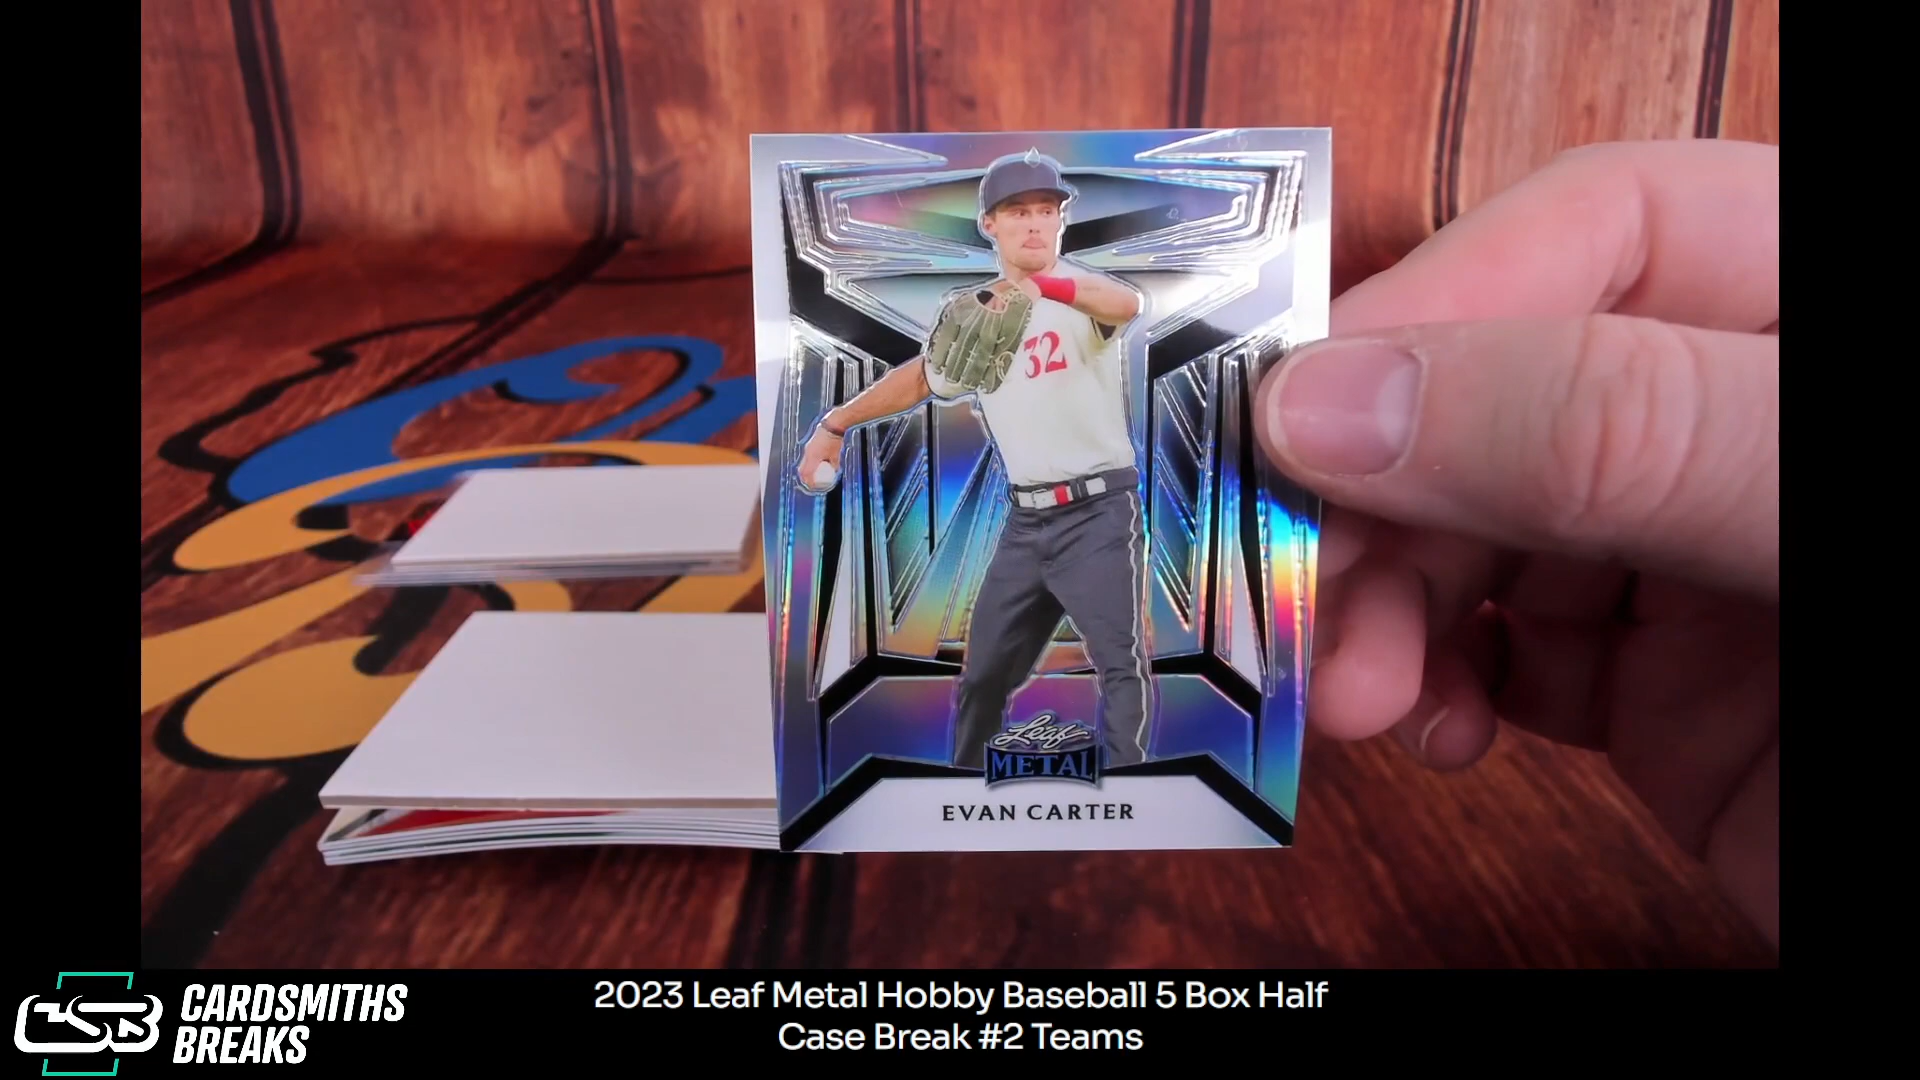 32
Leaf
METAL
EVAN CARTER
CSB
CARDSMITHS
BREAKS
2023 Leaf Metal Hobby Baseball 5 Box Half
Case Break #2 Teams